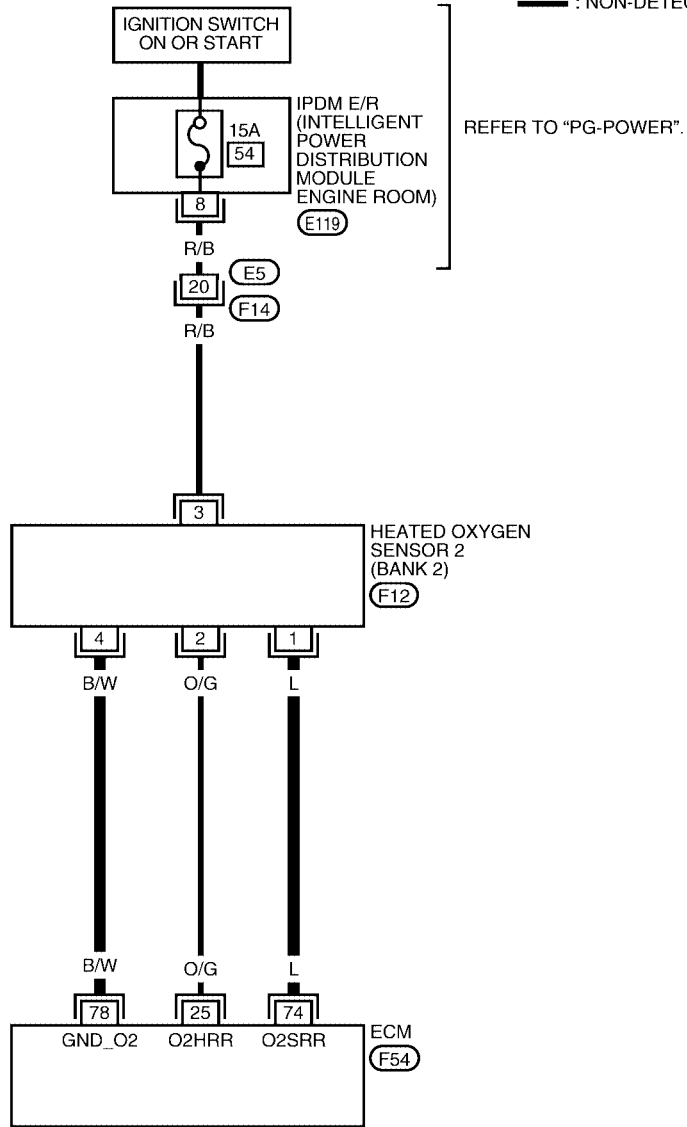 : NON-DETEC
IGNITION SWITCH
ON OR START
IPDM E/R
(INTELLIGENT
POWER
DISTRIBUTION
MODULE
ENGINE ROOM)
15A
54
REFER TO “PG-POWER”.
8
E119
R/B
E5
20
F14
R/B
3
HEATED OXYGEN
SENSOR 2
(BANK 2)
F12
4 2 1
B/W O/G L
B/W O/G L
78 25 74
GND_O2 O2HRR O2SRR
ECM
F54